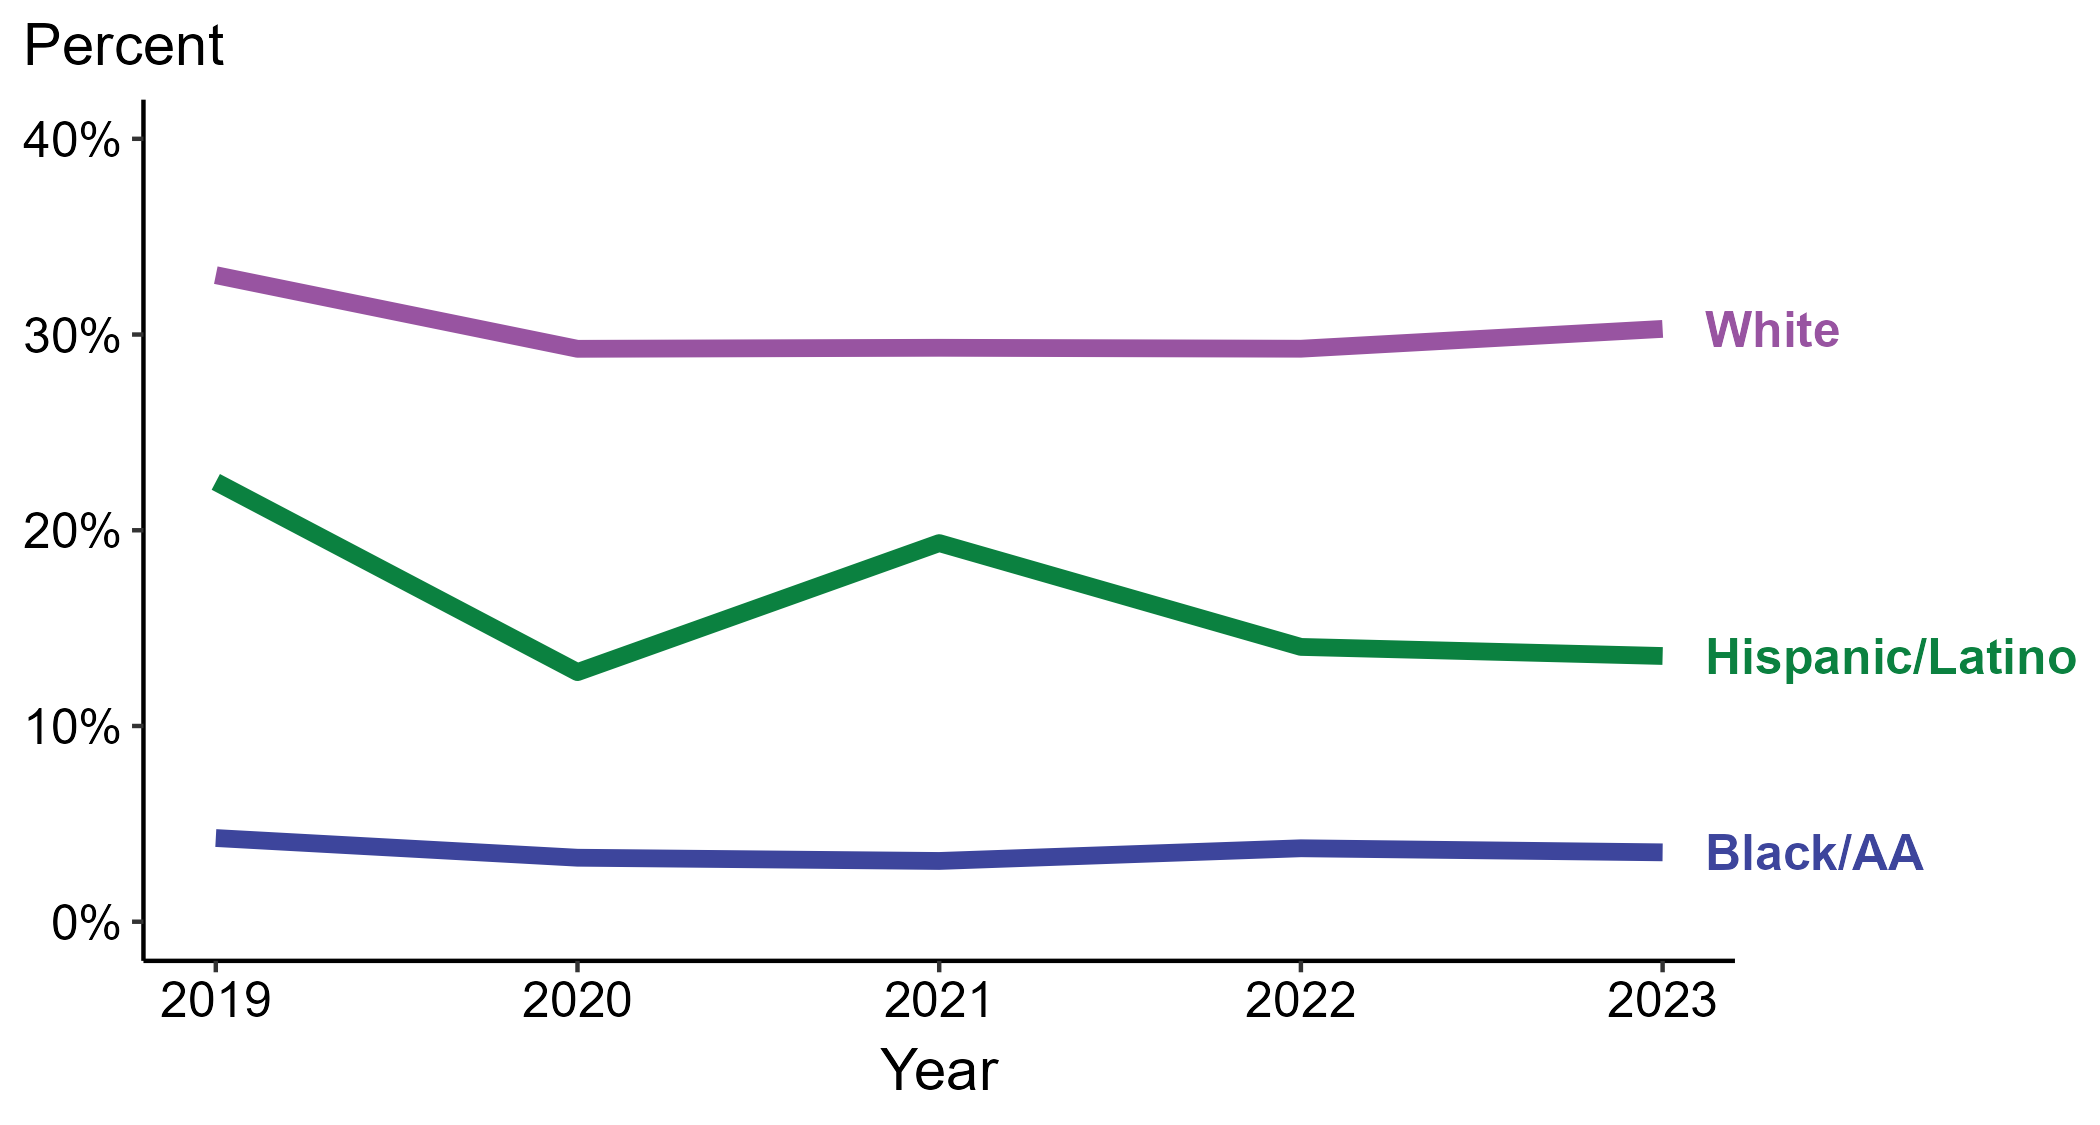 Percent
40%
30%
20%
10%
0%
White
Hispanic/Latino
Black/AA
2019 2020 2021 2022 2023
Year